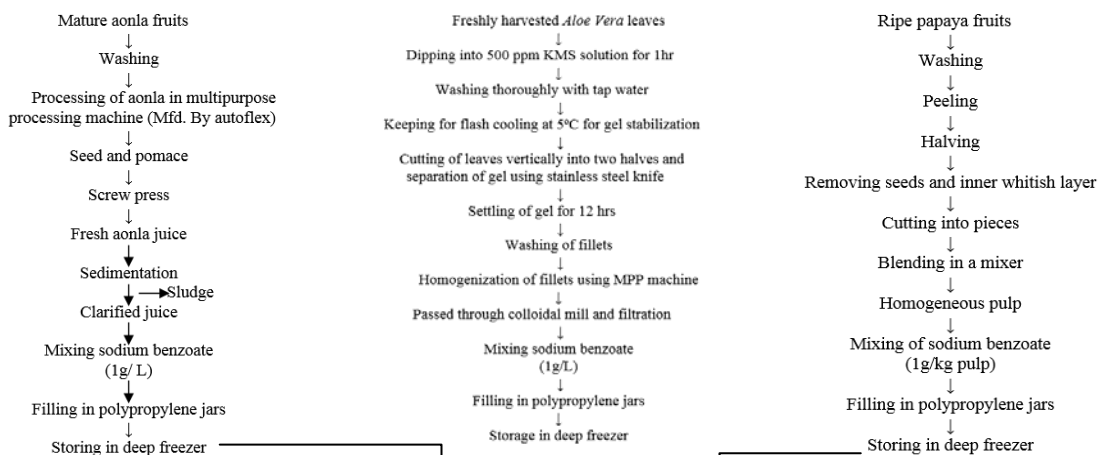 Mature aonla fruits
↓
Washing
↓
Processing of aonla in multipurpose
processing machine (Mfd. By autoflex)
↓
Seed and pomace
↓
Screw press
↓
Fresh aonla juice
↓
Sedimentation
↓ →Sludge
Clarified juice
↓
Mixing sodium benzoate
(1g/ L)
↓
Filling in polypropylene jars
↓
Storing in deep freezer
Freshly harvested Aloe Vera leaves
↓
Dipping into 500 ppm KMS solution for 1hr
↓
Washing thoroughly with tap water
↓
Keeping for flash cooling at 5°C for gel stabilization
↓
Cutting of leaves vertically into two halves and
separation of gel using stainless steel knife
↓
Settling of gel for 12 hrs
↓
Washing of fillets
↓
Homogenization of fillets using MPP machine
↓
Passed through colloidal mill and filtration
↓
Mixing sodium benzoate
(1g/L)
↓
Filling in polypropylene jars
↓
Storage in deep freezer
Ripe papaya fruits
↓
Washing
↓
Peeling
↓
Halving
↓
Removing seeds and inner whitish layer
↓
Cutting into pieces
↓
Blending in a mixer
↓
Homogeneous pulp
↓
Mixing of sodium benzoate
(1g/kg pulp)
↓
Filling in polypropylene jars
↓
Storing in deep freezer